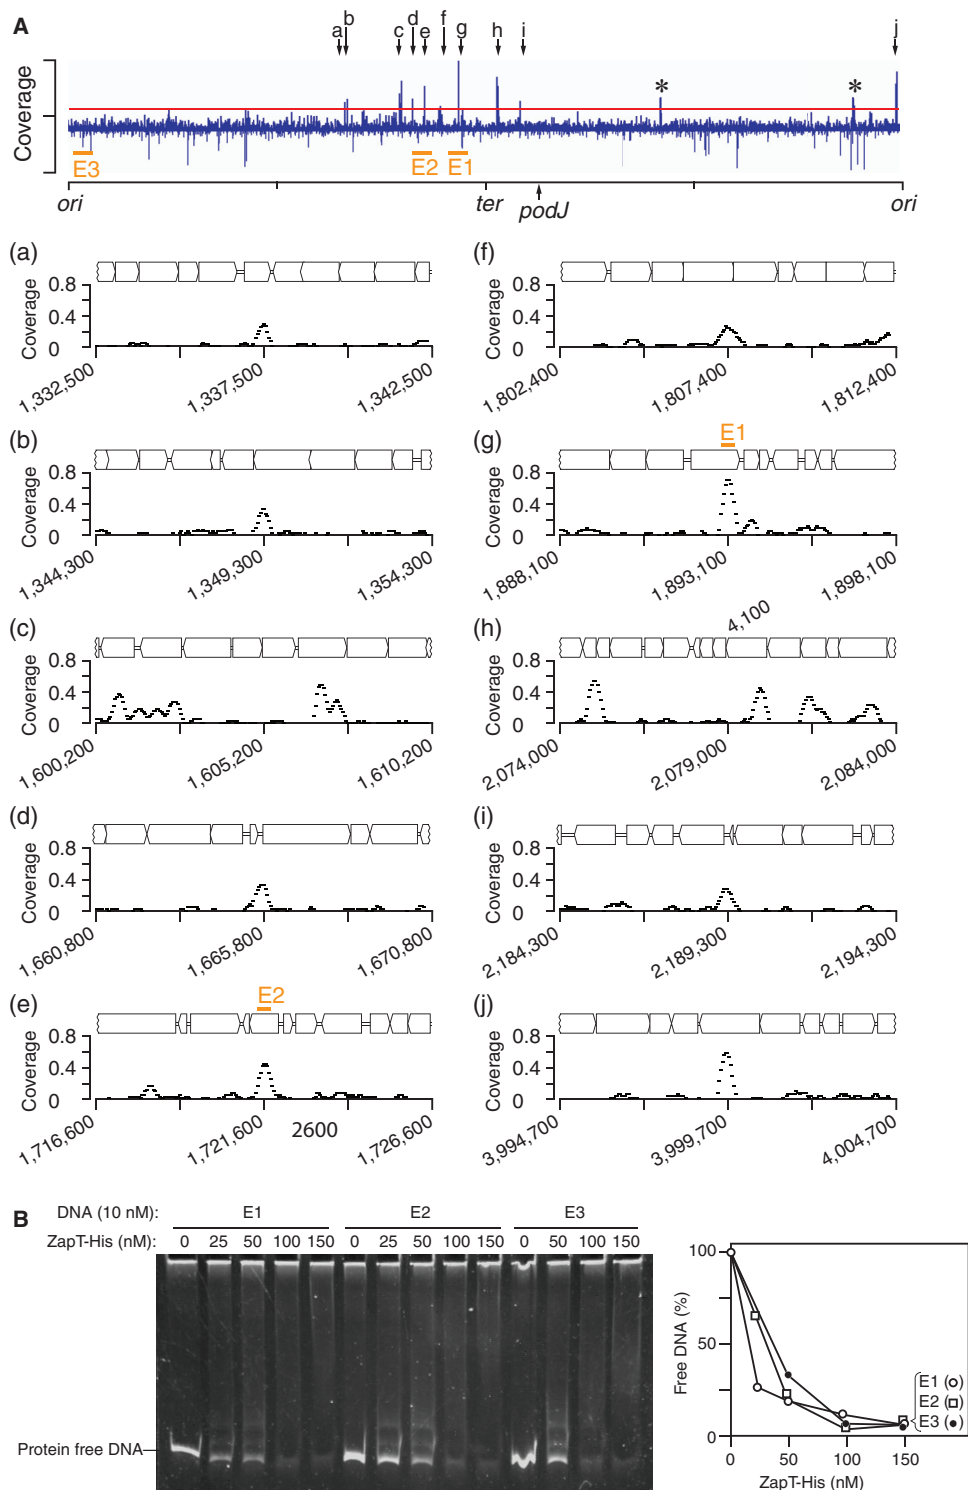 A
a b c d e f g h i j
Coverage
* *
E3 E2 E1
ori ter podJ ori
(a)
Coverage
0.8
0.4
0
1,332,500 1,337,500 1,342,500
(f)
Coverage
0.8
0.4
0
1,802,400 1,807,400 1,812,400
(b)
Coverage
0.8
0.4
0
1,344,300 1,349,300 1,354,300
(g)
E1
Coverage
0.8
0.4
0
1,888,100 1,893,100 1,898,100
4,100
(c)
Coverage
0.8
0.4
0
1,600,200 1,605,200 1,610,200
(h)
Coverage
0.8
0.4
0
2,074,000 2,079,000 2,084,000
(d)
Coverage
0.8
0.4
0
1,660,800 1,665,800 1,670,800
(i)
Coverage
0.8
0.4
0
2,184,300 2,189,300 2,194,300
(e)
E2
Coverage
0.8
0.4
0
1,716,600 1,721,600 1,726,600
2600
(j)
Coverage
0.8
0.4
0
3,994,700 3,999,700 4,004,700
B
DNA (10 nM): E1 E2 E3
ZapT-His (nM): 0 25 50 100 150 0 25 50 100 150 0 50 100 150
Protein free DNA
Free DNA (%)
100
50
0
0 50 100 150
ZapT-His (nM)
E1 (○)
E2 (□)
E3 (●)